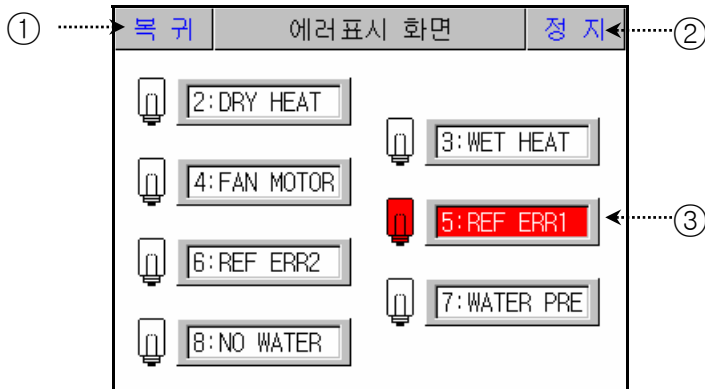 ① 복 귀 에러표시 화면 정 지 ②
2:DRY HEAT
3:WET HEAT
4:FAN MOTOR
5:REF ERR1 ③
6:REF ERR2
7:WATER PRE
8:NO WATER